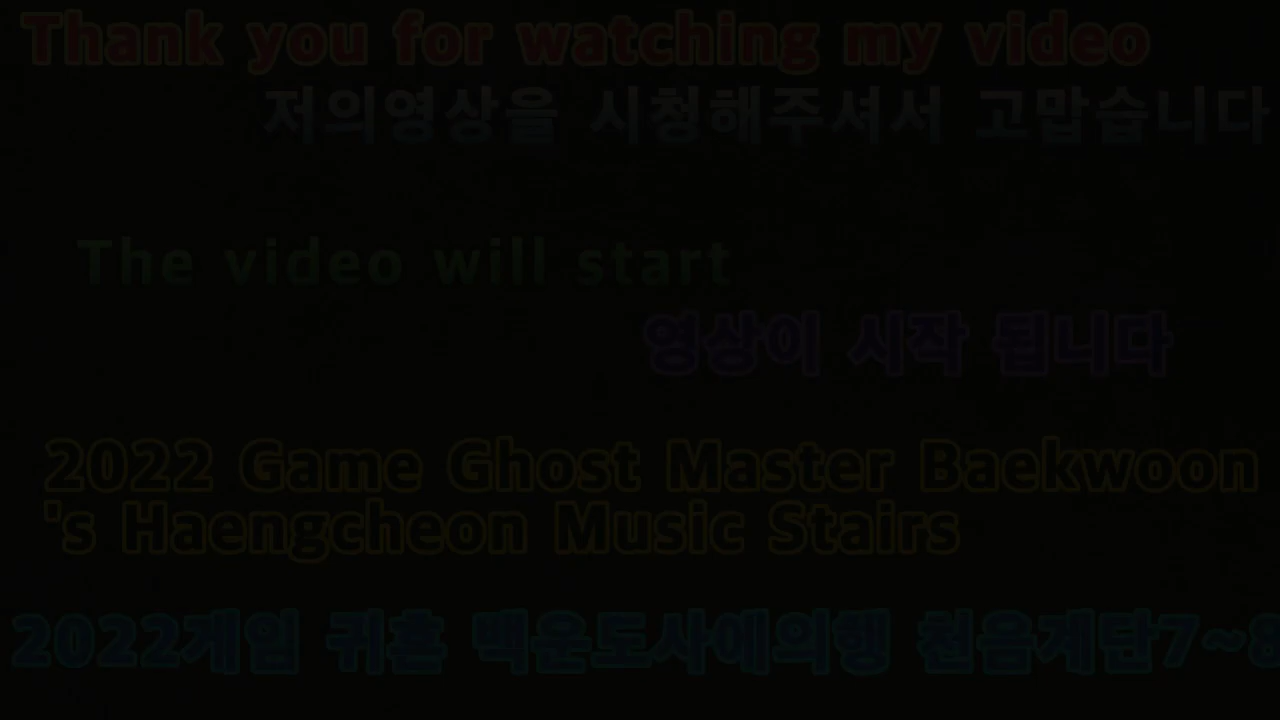 Thank you for watching my video
저의영상을 시청해주셔서 고맙습니다
The video will start
영상이 시작 됩니다
2022 Game Ghost Master Baekwoon
's Haengcheon Music Stairs
2022게임 귀혼 백운도사에의행 천음계단7~8